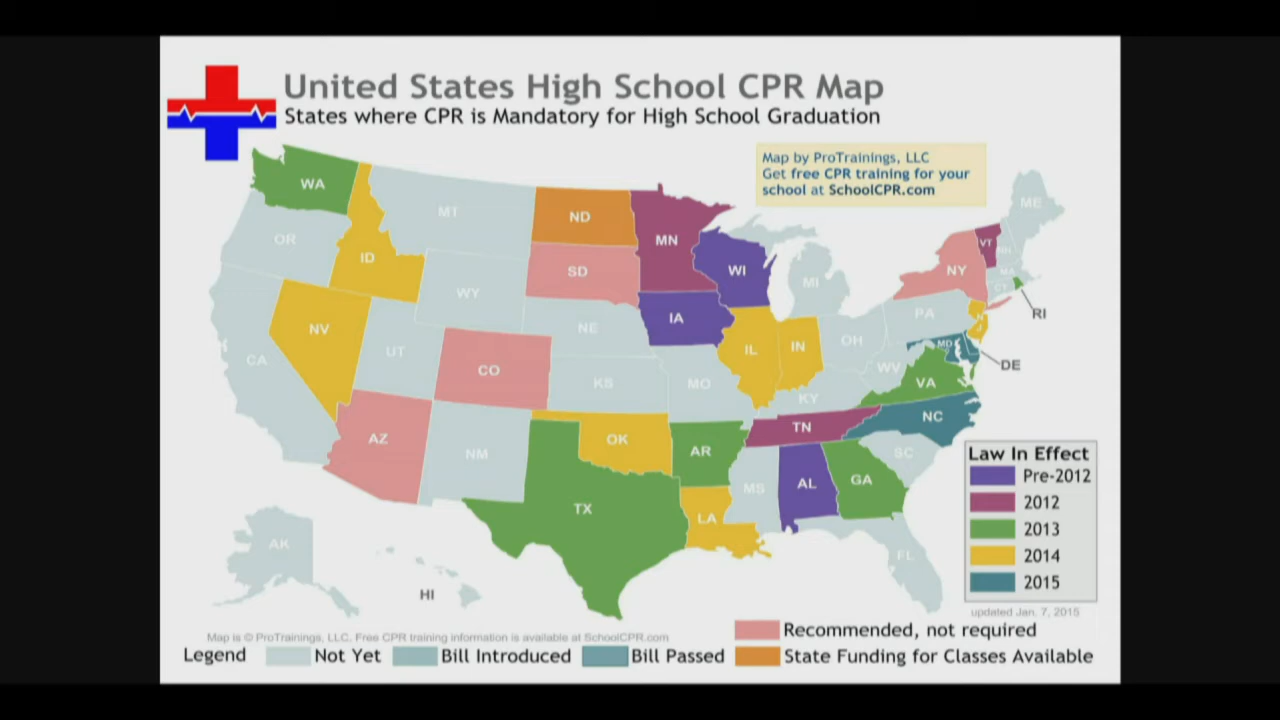 United States High School CPR Map
States where CPR is Mandatory for High School Graduation
Map by ProTrainings, LLC
Get free CPR training for your
school at SchoolCPR.com
WA
MT
ND
MN
ME
OR
ID
SD
WI
NY
VT
NH
WY
MI
MA
CT
RI
NV
UT
NE
IA
PA
NJ
CA
CO
KS
MO
IL
IN
OH
WV
MD
DE
VA
KY
AZ
NM
OK
AR
TN
NC
SC
TX
LA
MS
AL
GA
FL
AK
HI
Law In Effect
Pre-2012
2012
2013
2014
2015
updated Jan. 7, 2015
Map is © ProTrainings, LLC. Free CPR training information is available at SchoolCPR.com
Recommended, not required
Legend Not Yet Bill Introduced Bill Passed State Funding for Classes Available